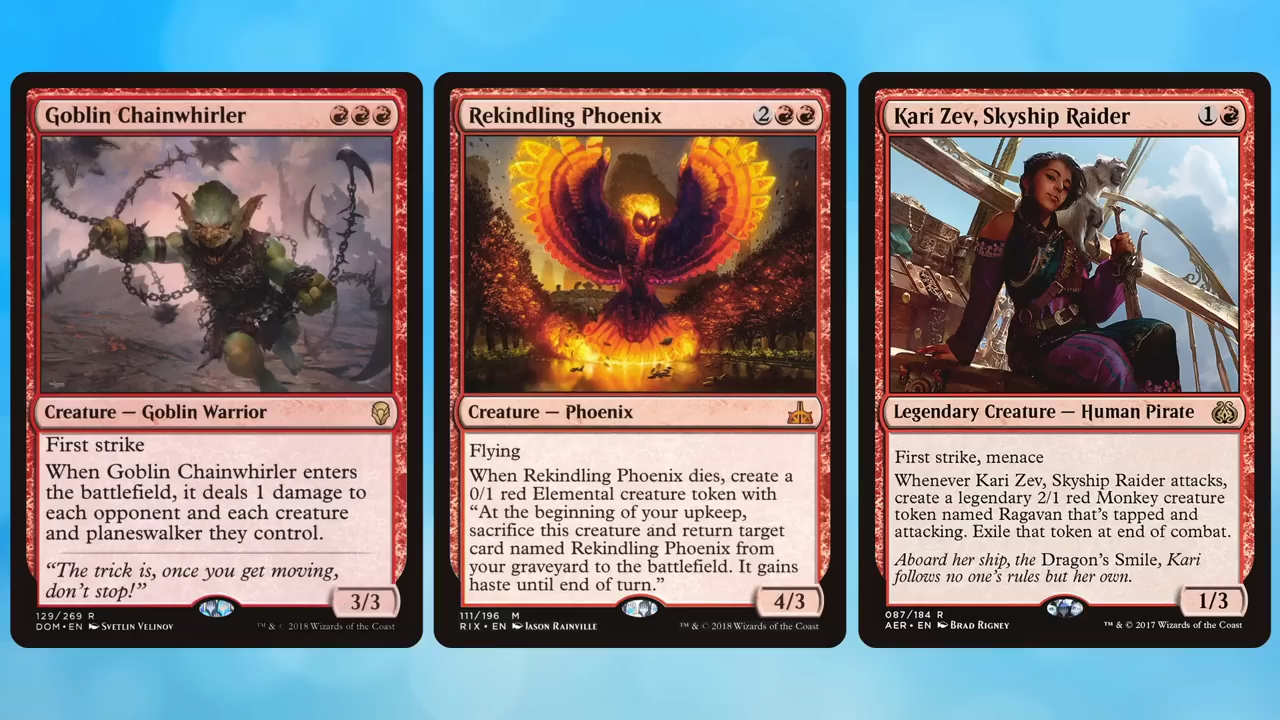 Goblin Chainwhirler
Creature — Goblin Warrior
First strike
When Goblin Chainwhirler enters
the battlefield, it deals 1 damage to
each opponent and each creature
and planeswalker they control.
“The trick is, once you get moving,
don’t stop!”
3/3
129/269 R
DOM • EN Svetlin Velinov
™ & © 2018 Wizards of the Coast
Rekindling Phoenix
2
Creature — Phoenix
Flying
When Rekindling Phoenix dies, create a
0/1 red Elemental creature token with
“At the beginning of your upkeep,
sacrifice this creature and return target
card named Rekindling Phoenix from
your graveyard to the battlefield. It gains
haste until end of turn.”
4/3
111/196 M
RIX • EN Jason Rainville
™ & © 2018 Wizards of the Coast
Kari Zev, Skyship Raider
1
Legendary Creature — Human Pirate
First strike, menace
Whenever Kari Zev, Skyship Raider attacks,
create a legendary 2/1 red Monkey creature
token named Ragavan that’s tapped and
attacking. Exile that token at end of combat.
Aboard her ship, the Dragon’s Smile, Kari
follows no one’s rules but her own.
1/3
087/184 R
AER • EN Brad Rigney
™ & © 2017 Wizards of the Coast